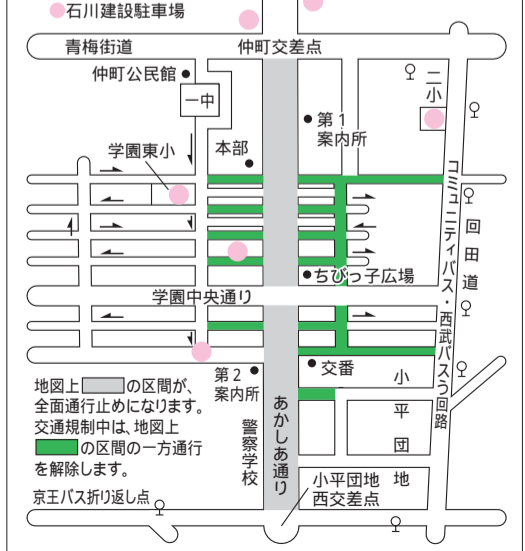 石川建設駐車場
青梅街道
仲町交差点
仲町公民館
一中
二小
第1
案内所
学園東小
本部
コミュニティバス・西武バスう回路
回田道
ちびっ子広場
学園中央通り
第2
案内所
交番
小平団地
あかしあ通り
警察学校
地図上 の区間が、
全面通行止めになります。
交通規制中は、地図上
の区間の一方通行
を解除します。
小平団地
西交差点
京王バス折り返し点